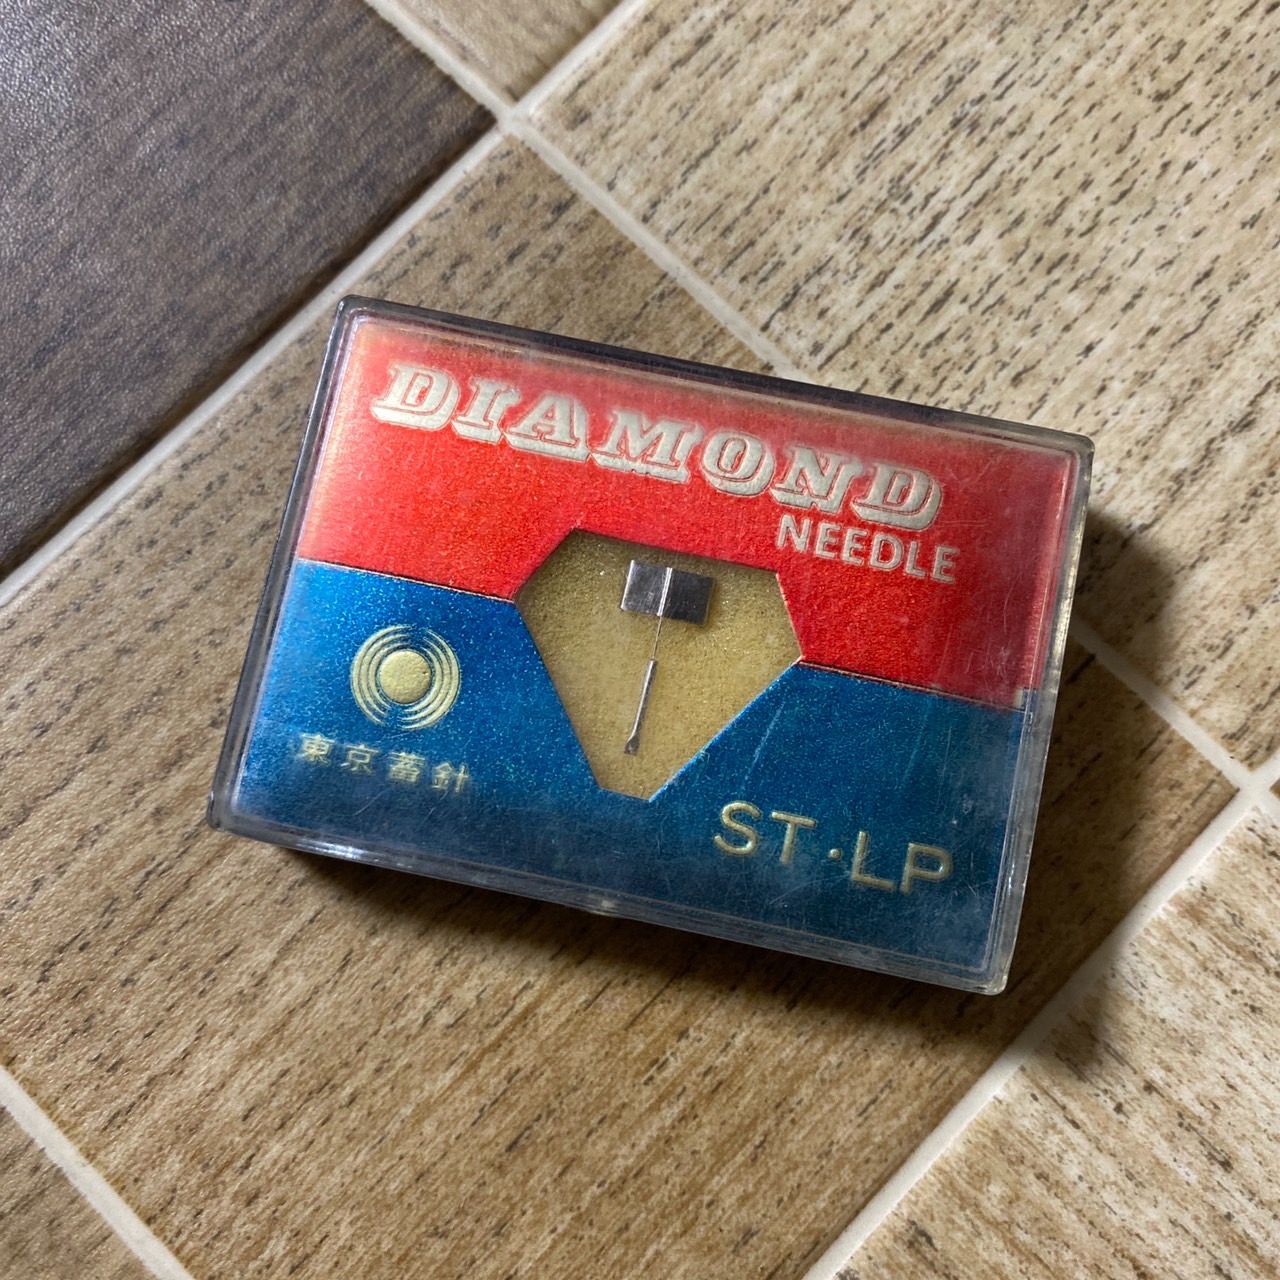 DIAMOND
NEEDLE
東京蓄針
ST·LP